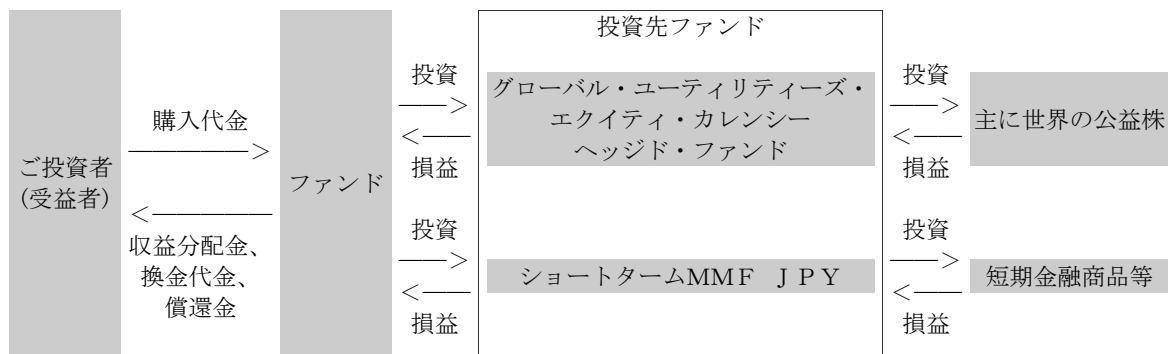 投資先ファンド
投資
——>
<——
損益
グローバル・ユーティリティーズ・
エクイティ・カレンシー
ヘッジド・ファンド
投資
——>
<——
損益
主に世界の公益株
ご投資者
(受益者)
購入代金
—————>
<—————
収益分配金、
換金代金、
償還金
ファンド
投資
——>
<——
損益
ショートタームMMF ＪＰＹ
投資
——>
<——
損益
短期金融商品等